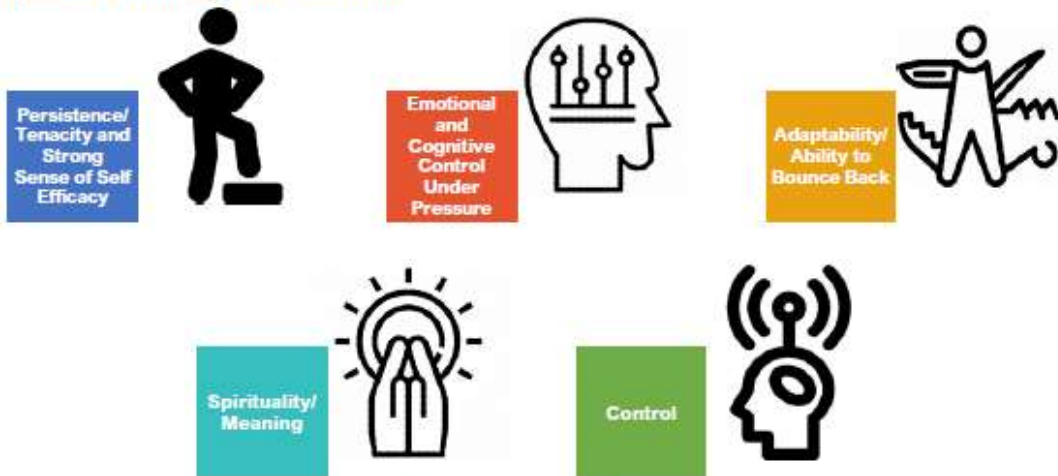 Persistence/
Tenacity and
Strong
Sense of Self
Efficacy
Emotional
and
Cognitive
Control
Under
Pressure
Adaptability/
Ability to
Bounce Back
Spirituality/
Meaning
Control